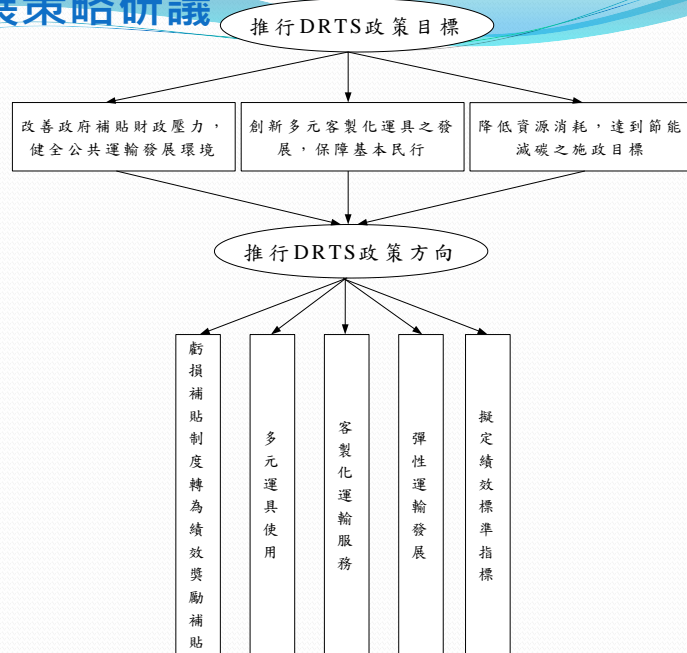 展策略研議
推行DRTS政策目標
改善政府補貼財政壓力，
健全公共運輸發展環境
創新多元客製化運具之發
展，保障基本民行
降低資源消耗，達到節能
減碳之施政目標
推行DRTS政策方向
虧損補貼制度轉為績效獎勵補貼
多元運具使用
客製化運輸服務
彈性運輸發展
擬定績效標準指標